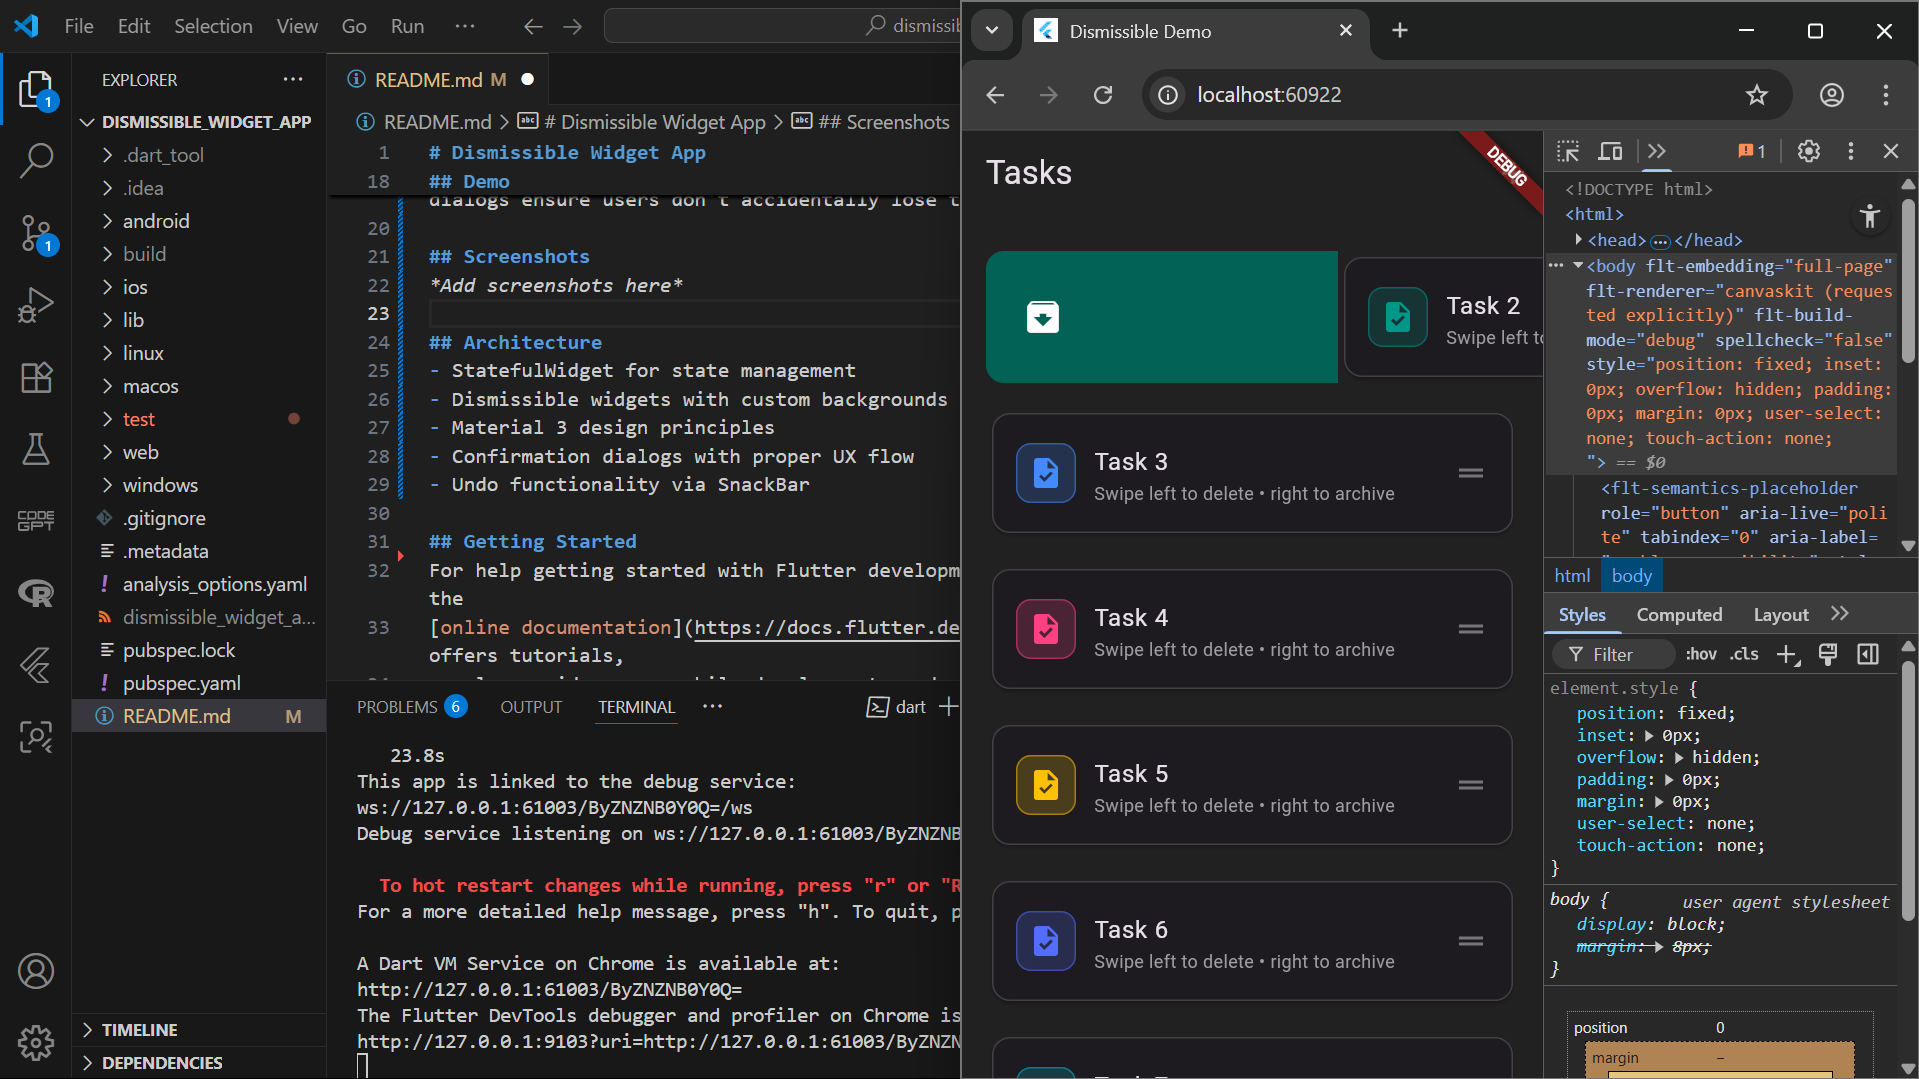 File Edit Selection View Go Run ···
dismissib
EXPLORER ···
DISMISSIBLE_WIDGET_APP
.dart_tool
.idea
android
build
ios
lib
linux
macos
test
web
windows
.gitignore
.metadata
analysis_options.yaml
dismissible_widget_a...
pubspec.lock
pubspec.yaml
README.md M
TIMELINE
DEPENDENCIES
1
1
CODE
GPT
README.md M
README.md > # Dismissible Widget App > ## Screenshots
1 # Dismissible Widget App
18 ## Demo
dialogs ensure users don't accidentally lose t
20
21 ## Screenshots
22 *Add screenshots here*
23
24 ## Architecture
25 - StatefulWidget for state management
26 - Dismissible widgets with custom backgrounds
27 - Material 3 design principles
28 - Confirmation dialogs with proper UX flow
29 - Undo functionality via SnackBar
30
31 ## Getting Started
32 For help getting started with Flutter developm
the
33 [online documentation](https://docs.flutter.de
offers tutorials,
PROBLEMS 6 OUTPUT TERMINAL ··· dart
23.8s
This app is linked to the debug service:
ws://127.0.0.1:61003/ByZNZNB0Y0Q=/ws
Debug service listening on ws://127.0.0.1:61003/ByZNZNB
To hot restart changes while running, press "r" or "R
For a more detailed help message, press "h". To quit, p
A Dart VM Service on Chrome is available at:
http://127.0.0.1:61003/ByZNZNB0Y0Q=
The Flutter DevTools debugger and profiler on Chrome is
http://127.0.0.1:9103?uri=http://127.0.0.1:61003/ByZNZNB
Dismissible Demo
localhost:60922
Tasks
DEBUG
Task 2
Swipe left to
Task 3
Swipe left to delete • right to archive
Task 4
Swipe left to delete • right to archive
Task 5
Swipe left to delete • right to archive
Task 6
Swipe left to delete • right to archive
1
<!DOCTYPE html>
<html>
<head> ··· </head>
··· <body flt-embedding="full-page"
flt-renderer="canvaskit (reques
ted explicitly)" flt-build-
mode="debug" spellcheck="false"
style="position: fixed; inset:
0px; overflow: hidden; padding:
0px; margin: 0px; user-select:
none; touch-action: none;
"> == $0
<flt-semantics-placeholder
role="button" aria-live="poli
te" tabindex="0" aria-label=
html body
Styles Computed Layout
Filter :hov .cls
element.style {
position: fixed;
inset: 0px;
overflow: hidden;
padding: 0px;
margin: 0px;
user-select: none;
touch-action: none;
}
body { user agent stylesheet
display: block;
margin: 8px;
}
position 0
margin –